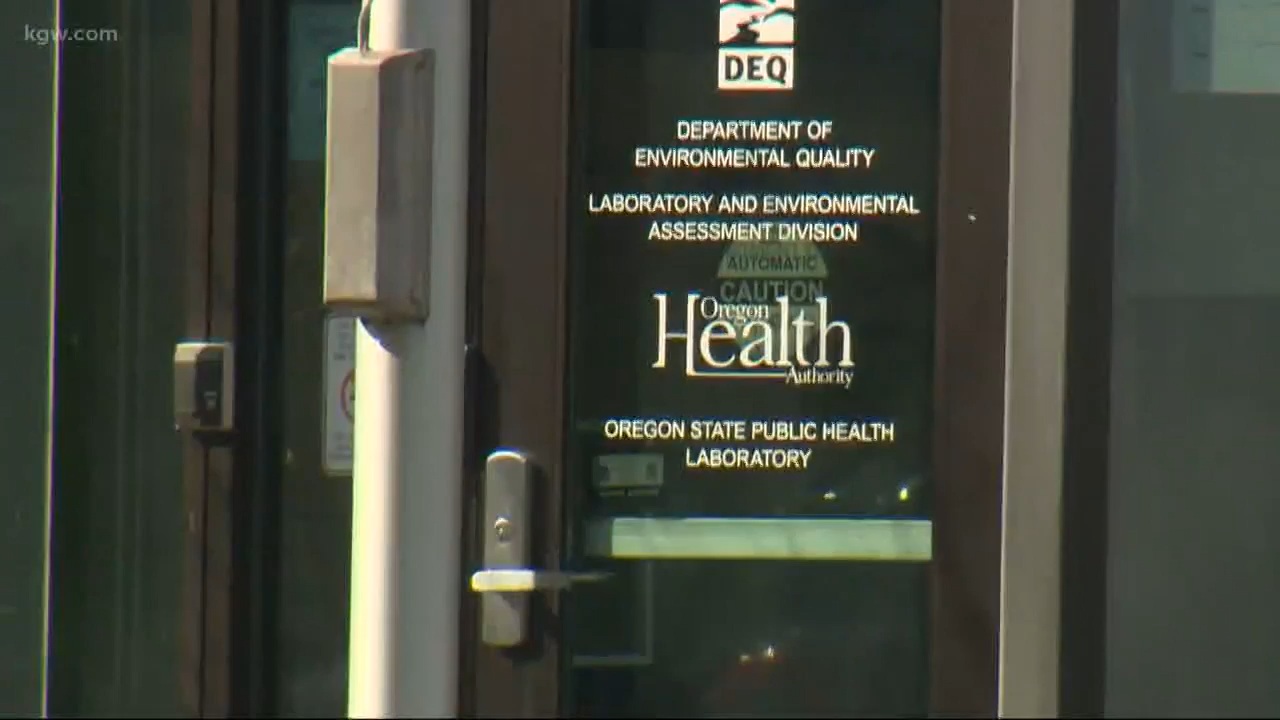 kgw.com
DEQ
DEPARTMENT OF
ENVIRONMENTAL QUALITY
LABORATORY AND ENVIRONMENTAL
ASSESSMENT DIVISION
AUTOMATIC
CAUTION
Oregon
Health
Authority
OREGON STATE PUBLIC HEALTH
LABORATORY